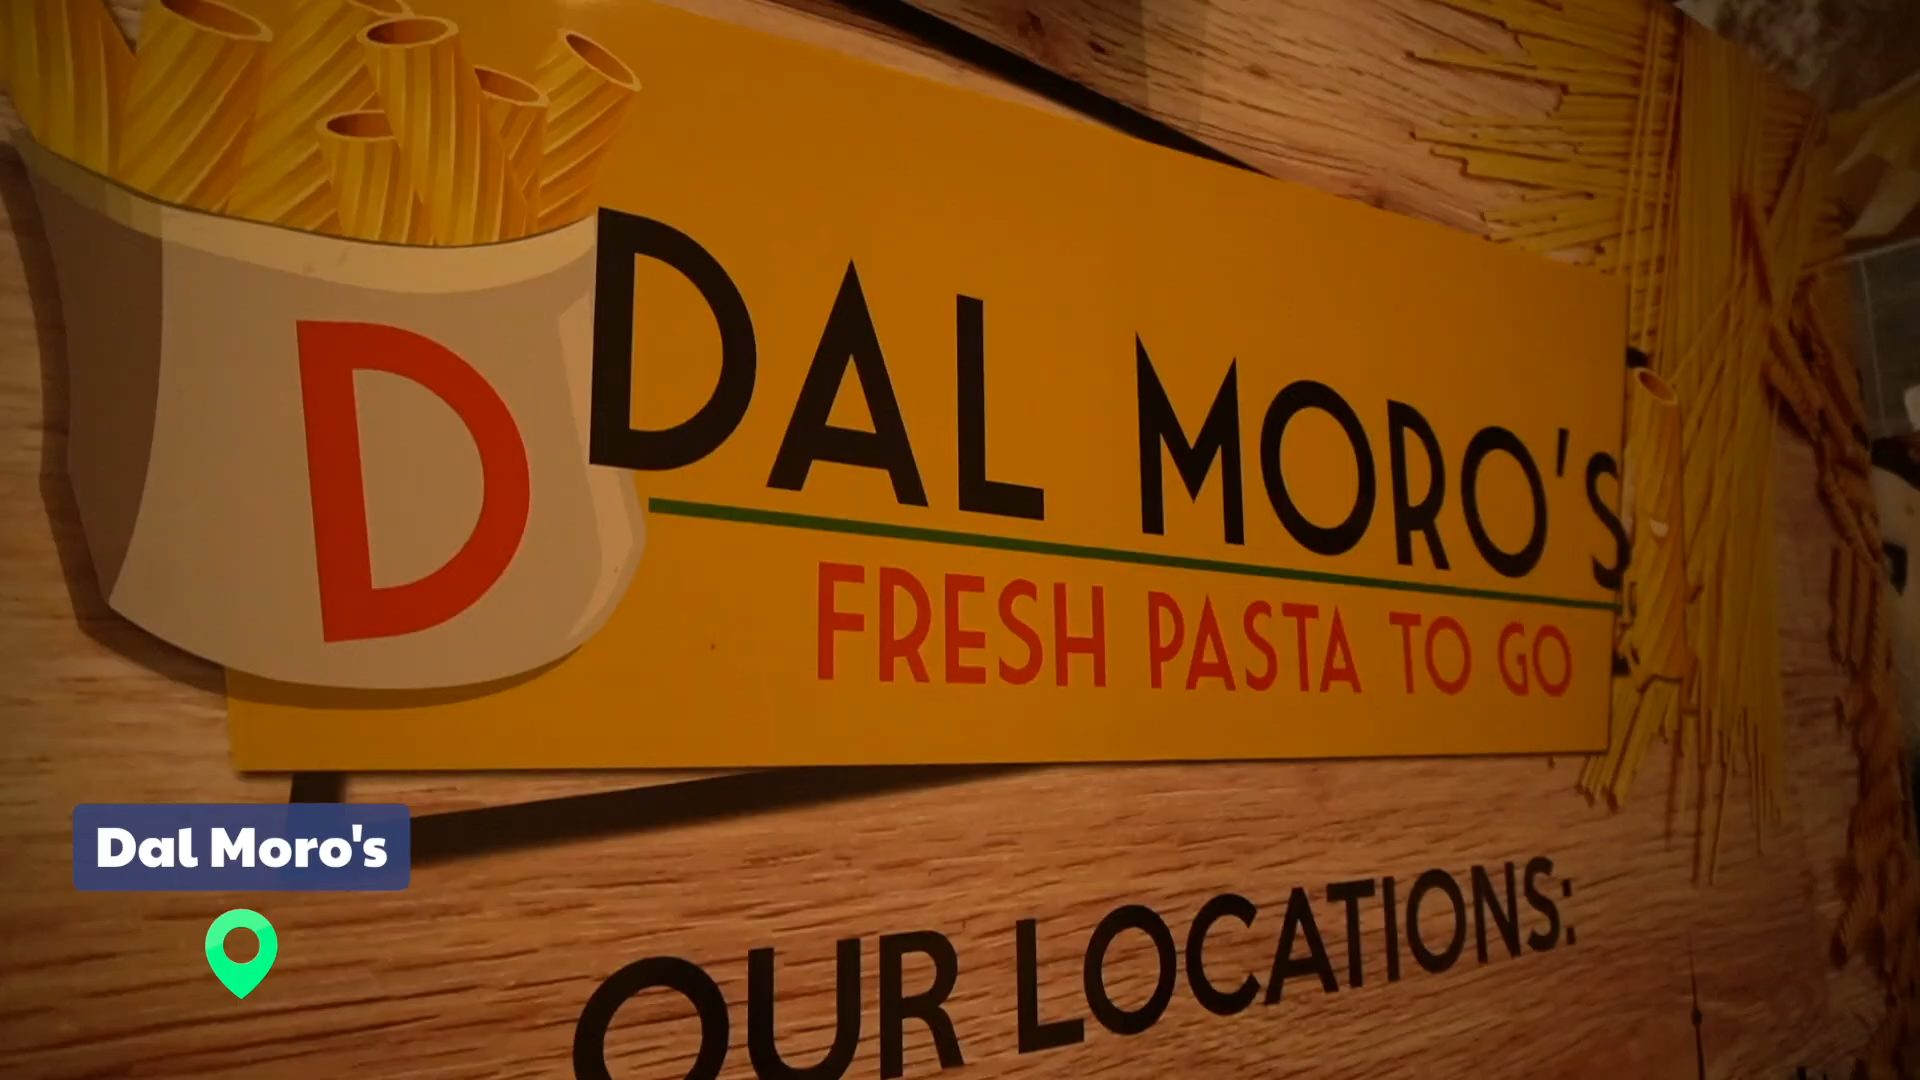 D
DAL MORO'S
FRESH PASTA TO GO
Dal Moro's
OUR LOCATIONS: